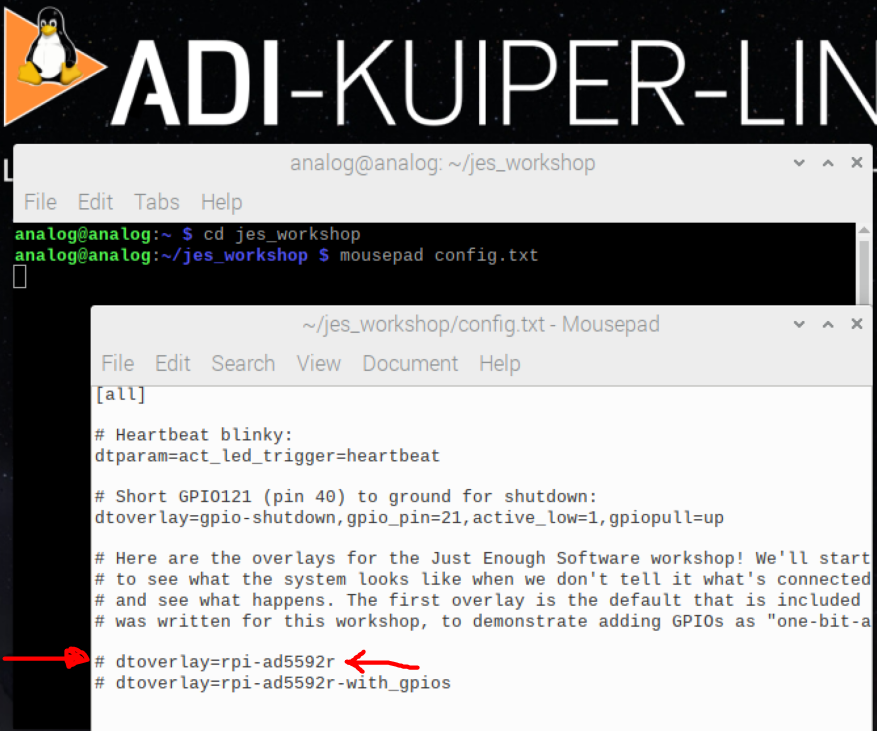 ADI-KUIPER-LIN
analog@analog: ~/jes_workshop
File Edit Tabs Help
analog@analog:~ $ cd jes_workshop
analog@analog:~/jes_workshop $ mousepad config.txt
~/jes_workshop/config.txt - Mousepad
File Edit Search View Document Help
[all]
# Heartbeat blinky:
dtparam=act_led_trigger=heartbeat
# Short GPIO121 (pin 40) to ground for shutdown:
dtoverlay=gpio-shutdown,gpio_pin=21,active_low=1,gpiopull=up
# Here are the overlays for the Just Enough Software workshop! We'll start
# to see what the system looks like when we don't tell it what's connected
# and see what happens. The first overlay is the default that is included
# was written for this workshop, to demonstrate adding GPIOs as "one-bit-a
# dtoverlay=rpi-ad5592r
# dtoverlay=rpi-ad5592r-with_gpios